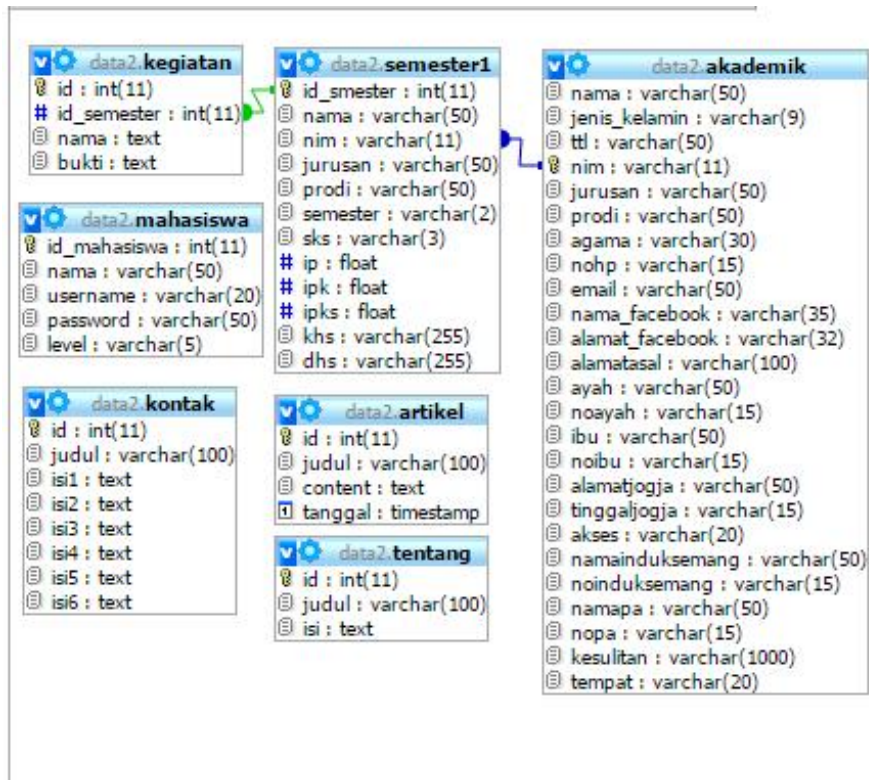 data2.kegiatan
id : int(11)
id_semester : int(11)
nama : text
bukti : text
data2.mahasiswa
id_mahasiswa : int(11)
nama : varchar(50)
username : varchar(20)
password : varchar(50)
level : varchar(5)
data2.kontak
id : int(11)
judul : varchar(100)
isi1 : text
isi2 : text
isi3 : text
isi4 : text
isi5 : text
isi6 : text
data2.semester1
id_smester : int(11)
nama : varchar(50)
nim : varchar(11)
jurusan : varchar(50)
prodi : varchar(50)
semester : varchar(2)
sks : varchar(3)
ip : float
ipk : float
ipks : float
khs : varchar(255)
dhs : varchar(255)
data2.artikel
id : int(11)
judul : varchar(100)
content : text
tanggal : timestamp
data2.tentang
id : int(11)
judul : varchar(100)
isi : text
data2.akademik
nama : varchar(50)
jenis_kelamin : varchar(9)
ttl : varchar(50)
nim : varchar(11)
jurusan : varchar(50)
prodi : varchar(50)
agama : varchar(30)
nohp : varchar(15)
email : varchar(50)
nama_facebook : varchar(35)
alamat_facebook : varchar(32)
alamatasal : varchar(100)
ayah : varchar(50)
noayah : varchar(15)
ibu : varchar(50)
noibu : varchar(15)
alamatjogja : varchar(50)
tinggaljogja : varchar(15)
akses : varchar(20)
namainduksemang : varchar(50)
noinduksemang : varchar(15)
namapa : varchar(50)
nopa : varchar(15)
kesulitan : varchar(1000)
tempat : varchar(20)